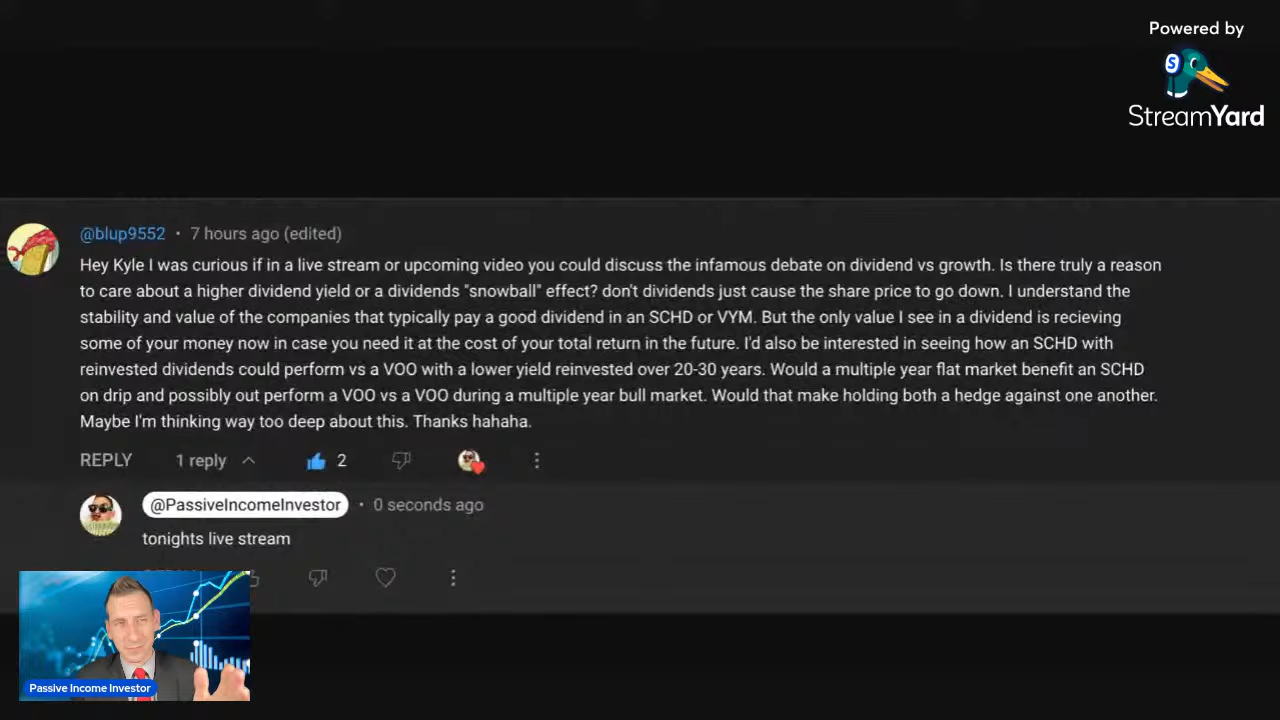 Powered by
StreamYard
@blup9552 • 7 hours ago (edited)
Hey Kyle I was curious if in a live stream or upcoming video you could discuss the infamous debate on dividend vs growth. Is there truly a reason
to care about a higher dividend yield or a dividends "snowball" effect? don't dividends just cause the share price to go down. I understand the
stability and value of the companies that typically pay a good dividend in an SCHD or VYM. But the only value I see in a dividend is recieving
some of your money now in case you need it at the cost of your total return in the future. I'd also be interested in seeing how an SCHD with
reinvested dividends could perform vs a VOO with a lower yield reinvested over 20-30 years. Would a multiple year flat market benefit an SCHD
on drip and possibly out perform a VOO vs a VOO during a multiple year bull market. Would that make holding both a hedge against one another.
Maybe I'm thinking way too deep about this. Thanks hahaha.
REPLY 1 reply 2
@PassiveIncomeInvestor • 0 seconds ago
tonights live stream
Passive Income Investor